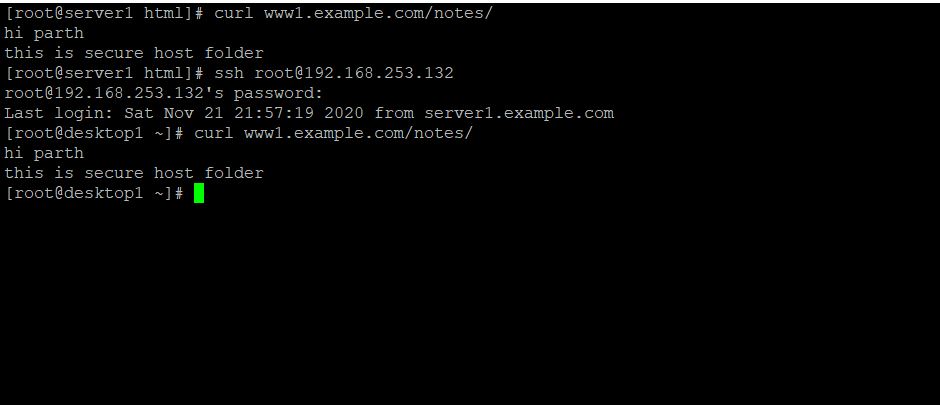 [root@server1 html]# curl www1.example.com/notes/
hi parth
this is secure host folder
[root@server1 html]# ssh root@192.168.253.132
root@192.168.253.132's password:
Last login: Sat Nov 21 21:57:19 2020 from server1.example.com
[root@desktop1 ~]# curl www1.example.com/notes/
hi parth
this is secure host folder
[root@desktop1 ~]#